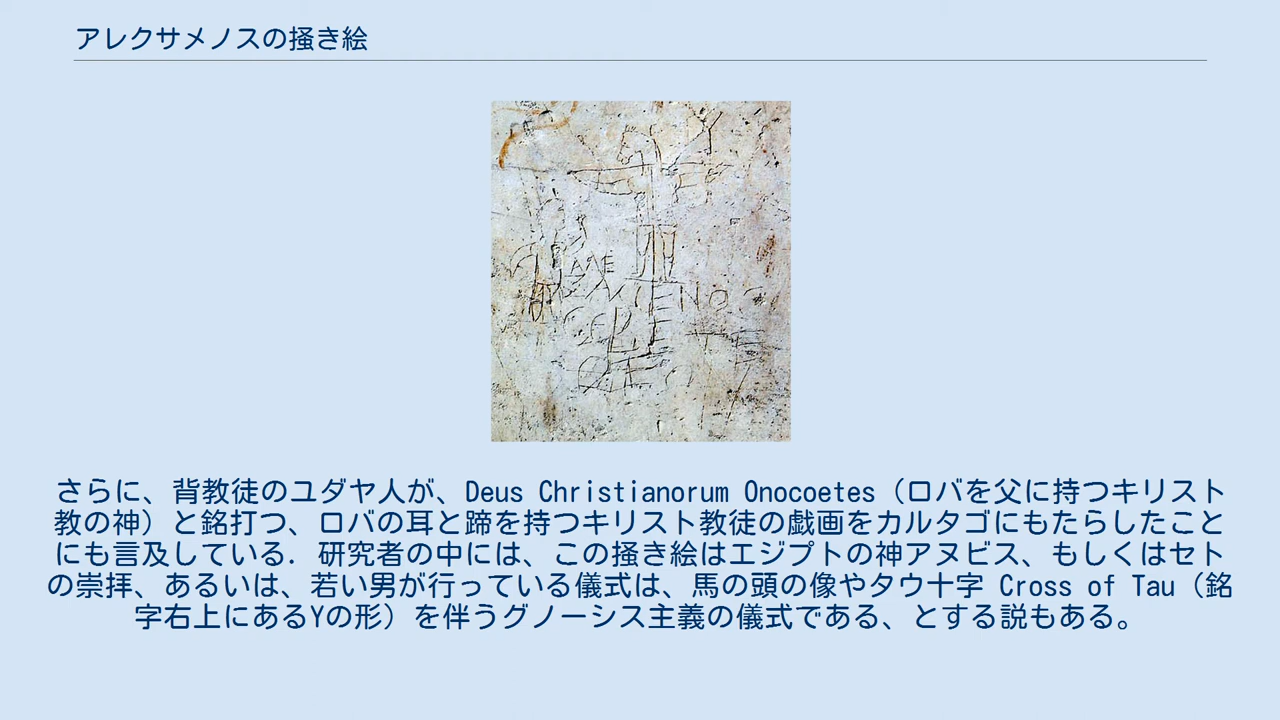 アレクサメノスの掻き絵
ΑΛΕ
ΞΑΜΕΝΟϹ
ϹΕΒΕΤΕ
さらに、背教徒のユダヤ人が、Deus Christianorum Onocoetes（ロバを父に持つキリスト
教の神）と銘打つ、ロバの耳と蹄を持つキリスト教徒の戯画をカルタゴにもたらしたこと
にも言及している. 研究者の中には、この掻き絵はエジプトの神アヌビス、もしくはセト
の崇拝、あるいは、若い男が行っている儀式は、馬の頭の像やタウ十字 Cross of Tau（銘
字右上にあるYの形）を伴うグノーシス主義の儀式である、とする説もある。